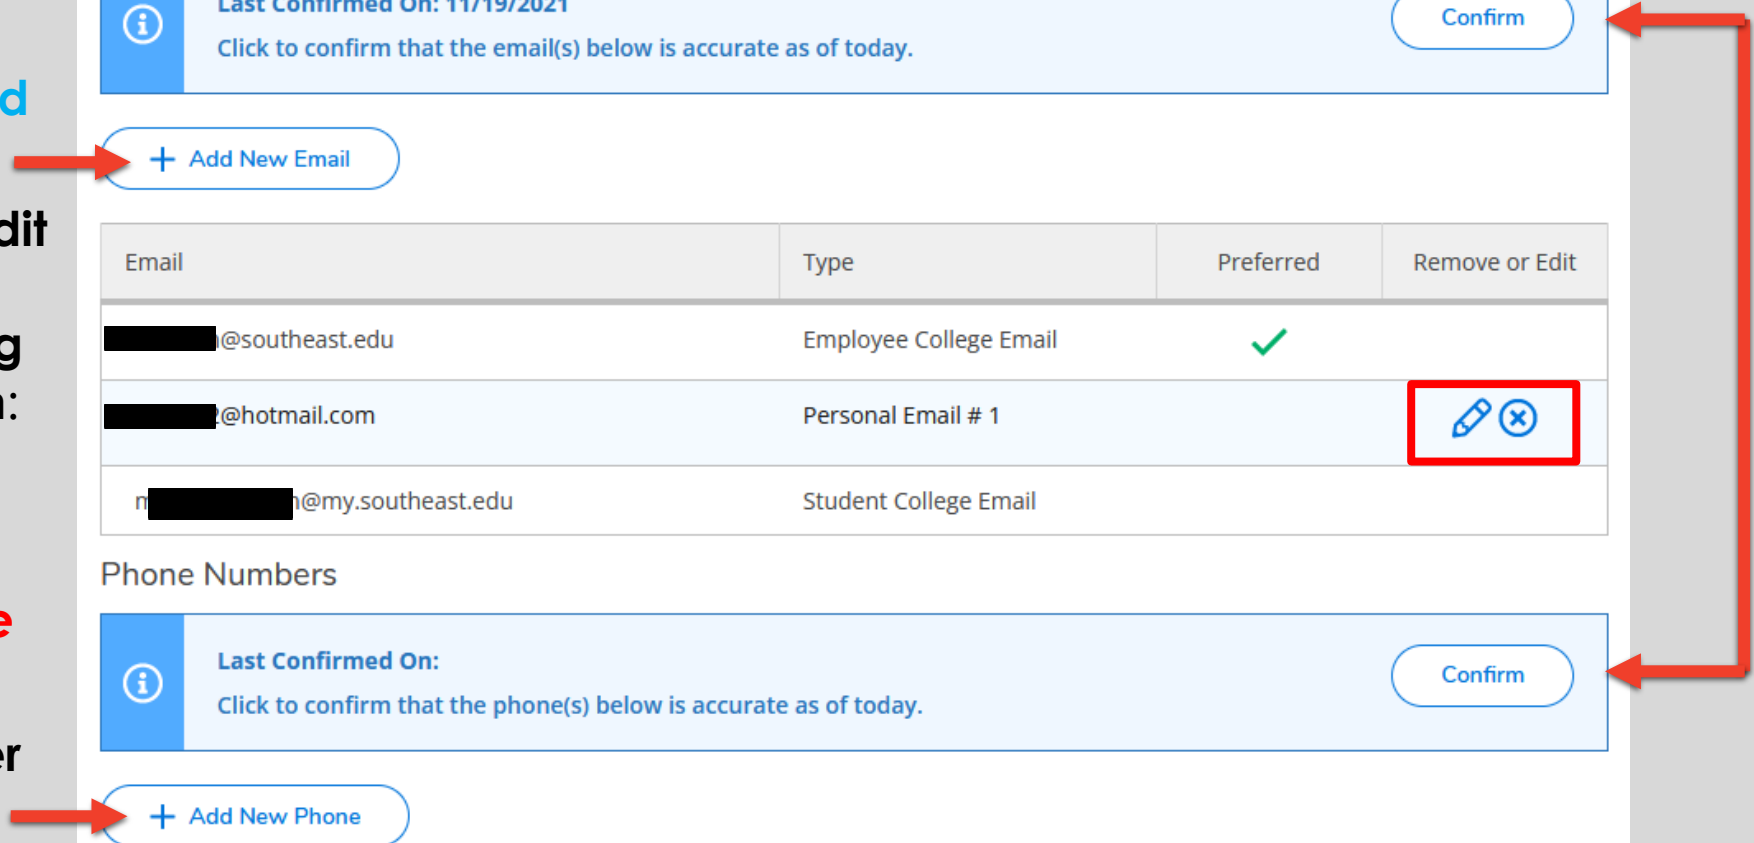 Last Confirmed On: 11/19/2021
Click to confirm that the email(s) below is accurate as of today.
Confirm
+ Add New Email
Email Type Preferred Remove or Edit
@southeast.edu Employee College Email
@hotmail.com Personal Email # 1
@my.southeast.edu Student College Email
Phone Numbers
Last Confirmed On:
Click to confirm that the phone(s) below is accurate as of today.
Confirm
+ Add New Phone